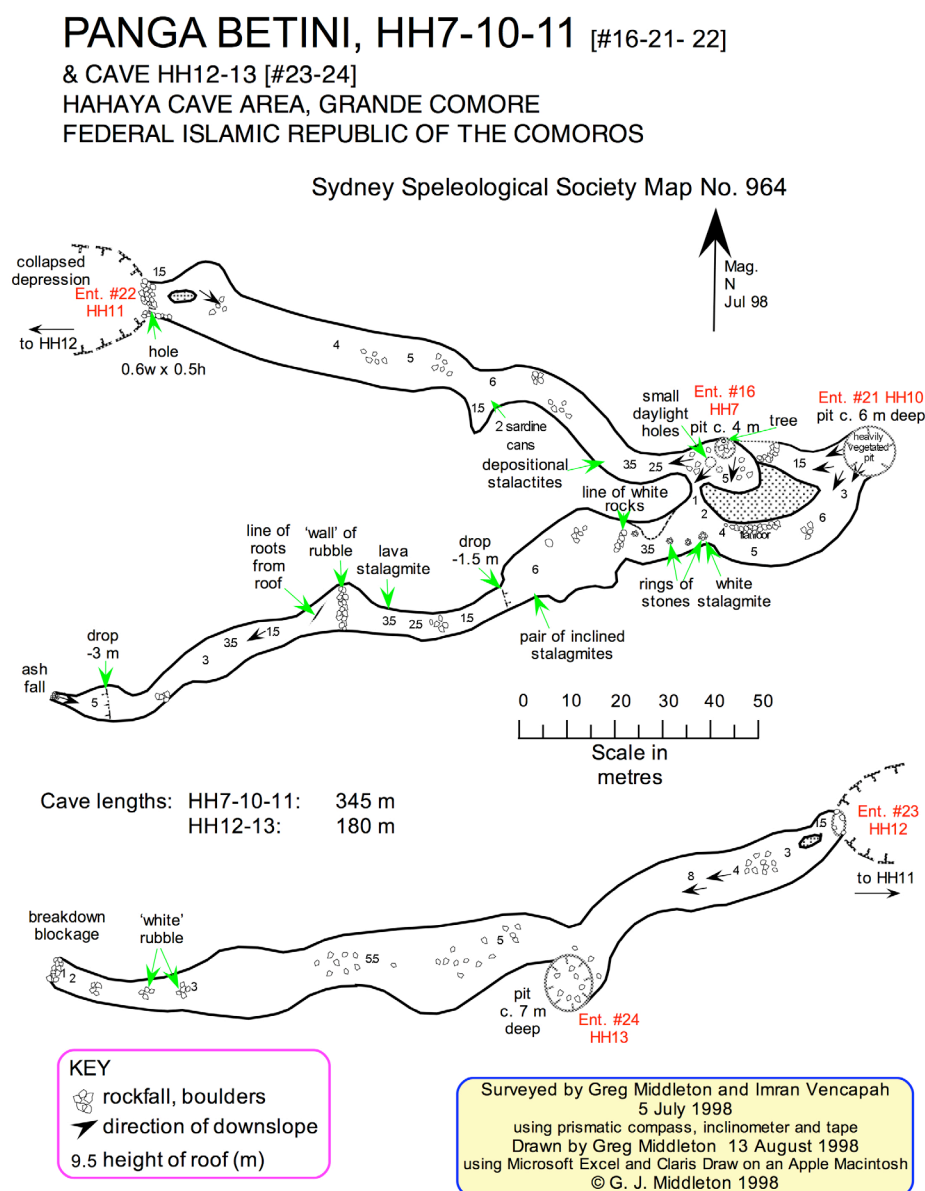 PANGA BETINI, HH7-10-11 [#16-21- 22]
& CAVE HH12-13 [#23-24]
HAHAYA CAVE AREA, GRANDE COMORE
FEDERAL ISLAMIC REPUBLIC OF THE COMOROS
Sydney Speleological Society Map No. 964
Mag.
N
Jul 98
collapsed
depression
Ent. #22
HH11
to HH12
1.5
hole
0.6w x 0.5h
4
5
6
1.5
2 sardine
cans
depositional
stalactites
small
daylight
holes
Ent. #16
HH7
pit c. 4 m
tree
Ent. #21 HH10
pit c. 6 m deep
heavily
vegetated
pit
3.5
2.5
5
1.5
3
1
2
4
flat floor
6
5
line of white
rocks
3.5
rings of
stones
white
stalagmite
line of
roots
from
roof
'wall' of
rubble
lava
stalagmite
drop
-1.5 m
6
pair of inclined
stalagmites
3.5
2.5
1.5
1.5
3.5
3
drop
-3 m
ash
fall
5
0 10 20 30 40 50
Scale in
metres
Cave lengths: HH7-10-11: 345 m
HH12-13: 180 m
Ent. #23
HH12
to HH11
1.5
3
4
8
breakdown
blockage
'white'
rubble
1
2
3
5.5
5
pit
c. 7 m
deep
Ent. #24
HH13
KEY
rockfall, boulders
direction of downslope
9.5 height of roof (m)
Surveyed by Greg Middleton and Imran Vencapah
5 July 1998
using prismatic compass, inclinometer and tape
Drawn by Greg Middleton 13 August 1998
using Microsoft Excel and Claris Draw on an Apple Macintosh
© G. J. Middleton 1998